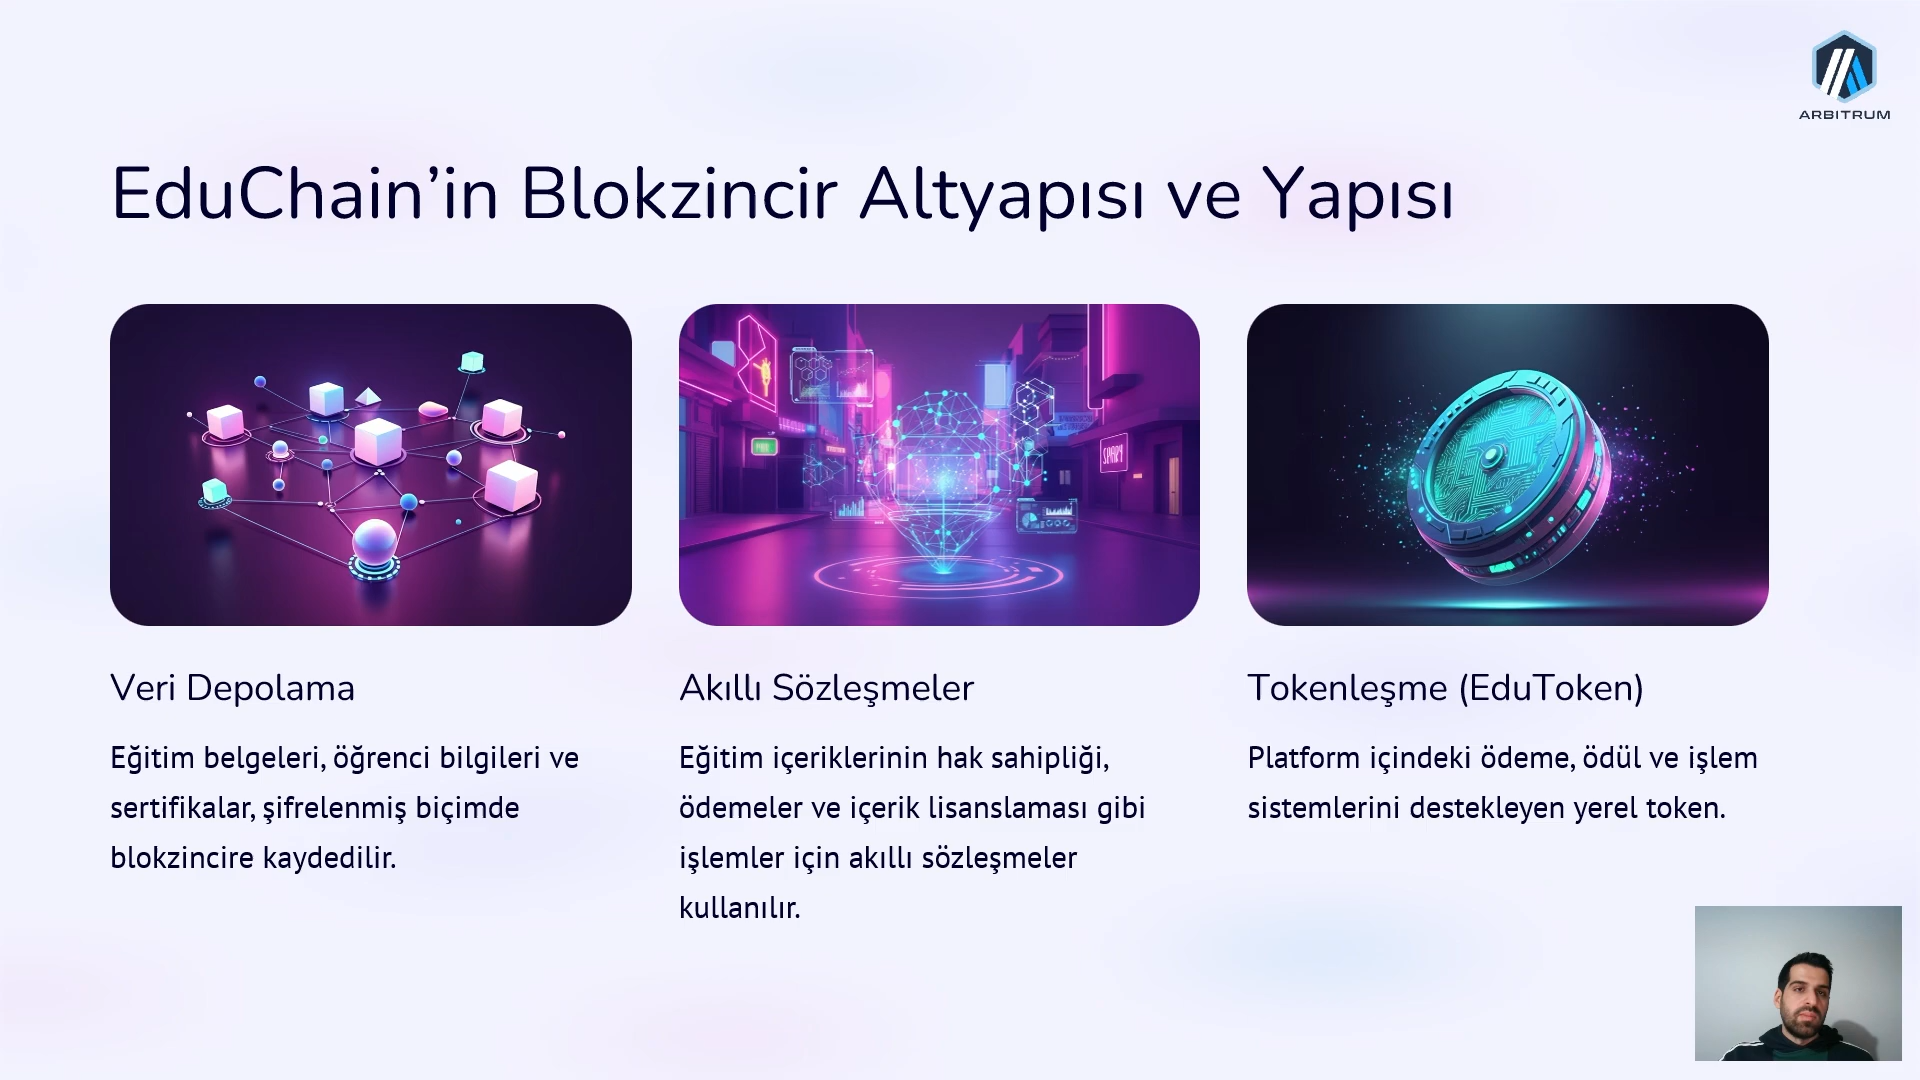 ARBITRUM
EduChain’in Blokzincir Altyapısı ve Yapısı
Veri Depolama
Eğitim belgeleri, öğrenci bilgileri ve
sertifikalar, şifrelenmiş biçimde
blokzincire kaydedilir.
Akıllı Sözleşmeler
Eğitim içeriklerinin hak sahipliği,
ödemeler ve içerik lisanslaması gibi
işlemler için akıllı sözleşmeler
kullanılır.
Tokenleşme (EduToken)
Platform içindeki ödeme, ödül ve işlem
sistemlerini destekleyen yerel token.